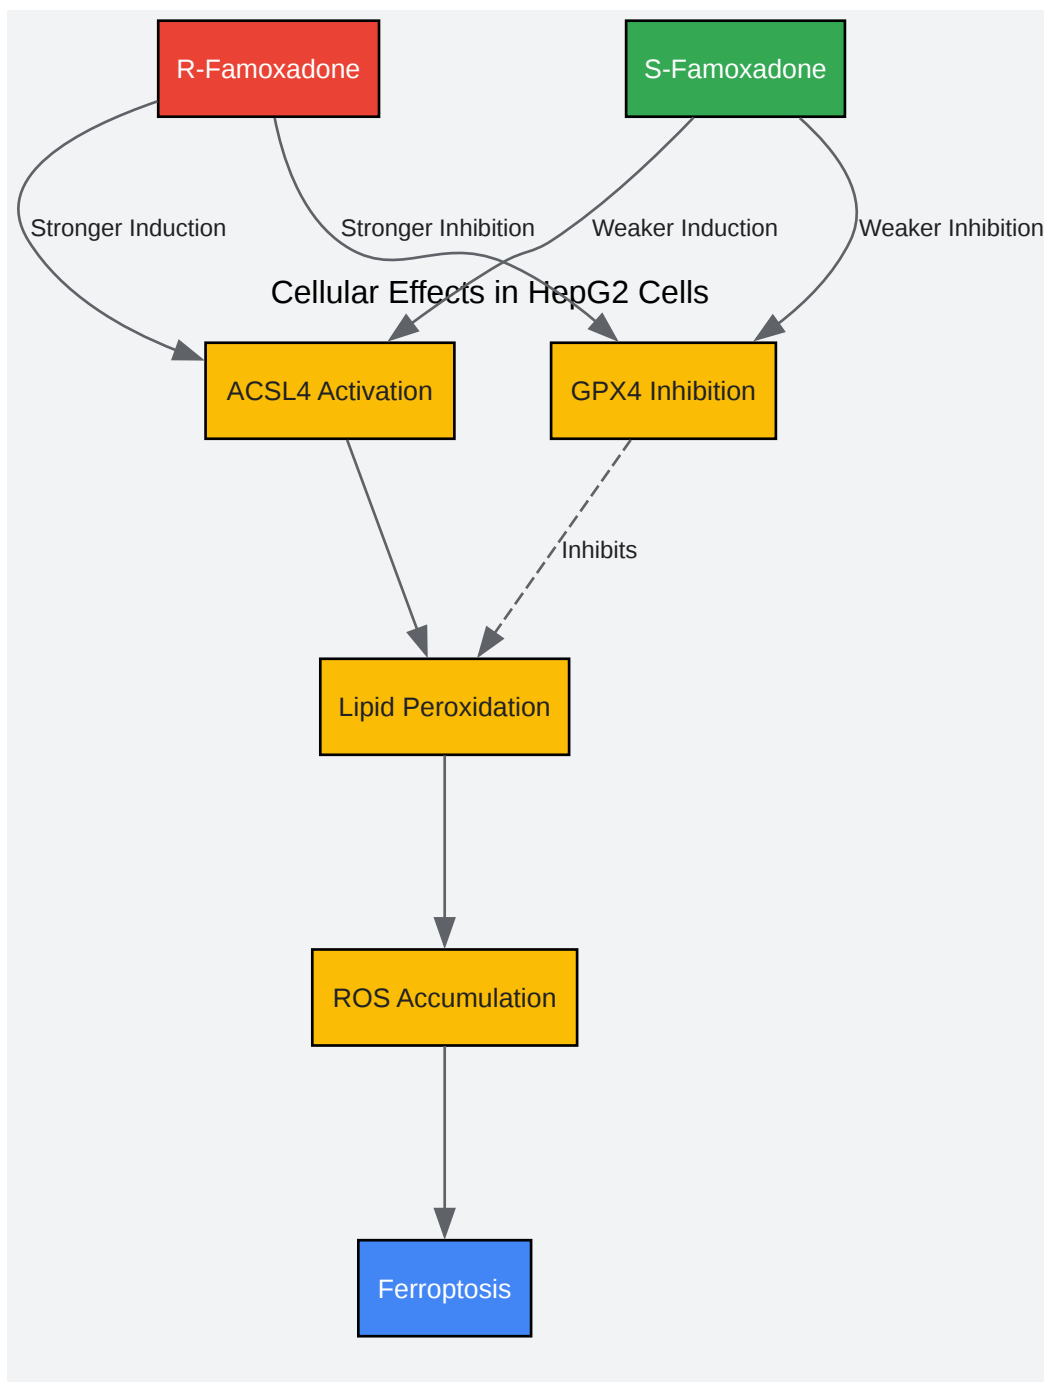 R-Famoxadone
S-Famoxadone
Stronger Induction
Stronger Inhibition
Weaker Induction
Weaker Inhibition
Cellular Effects in HepG2 Cells
ACSL4 Activation
GPX4 Inhibition
Inhibits
Lipid Peroxidation
ROS Accumulation
Ferroptosis